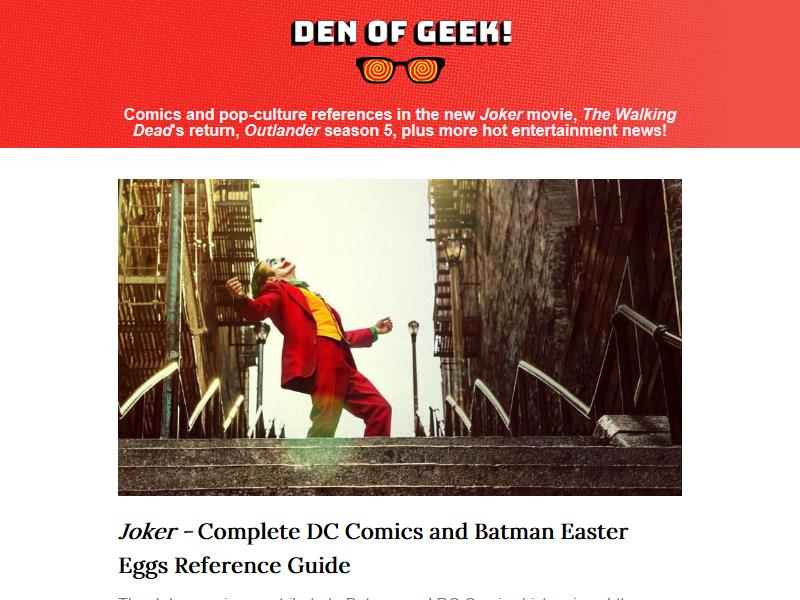 DEN OF GEEK!
Comics and pop-culture references in the new Joker movie, The Walking
Dead's return, Outlander season 5, plus more hot entertainment news!
Joker – Complete DC Comics and Batman Easter
Eggs Reference Guide